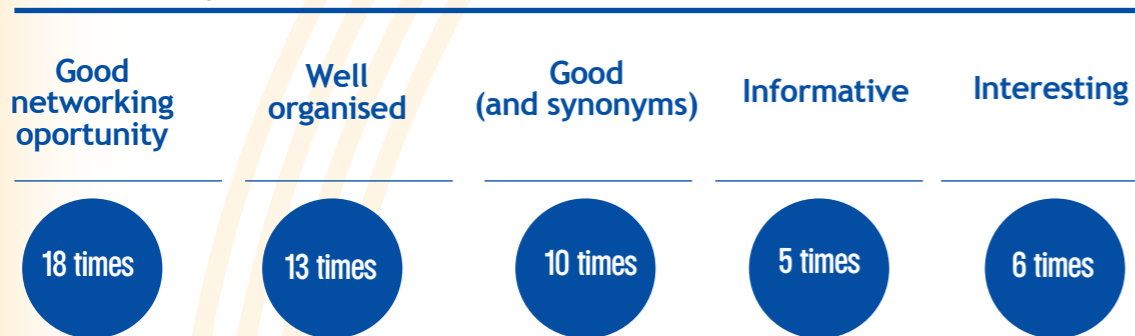 Good
networking
oportunity
Well
organised
Good
(and synonyms)
Informative
Interesting
18 times
13 times
10 times
5 times
6 times